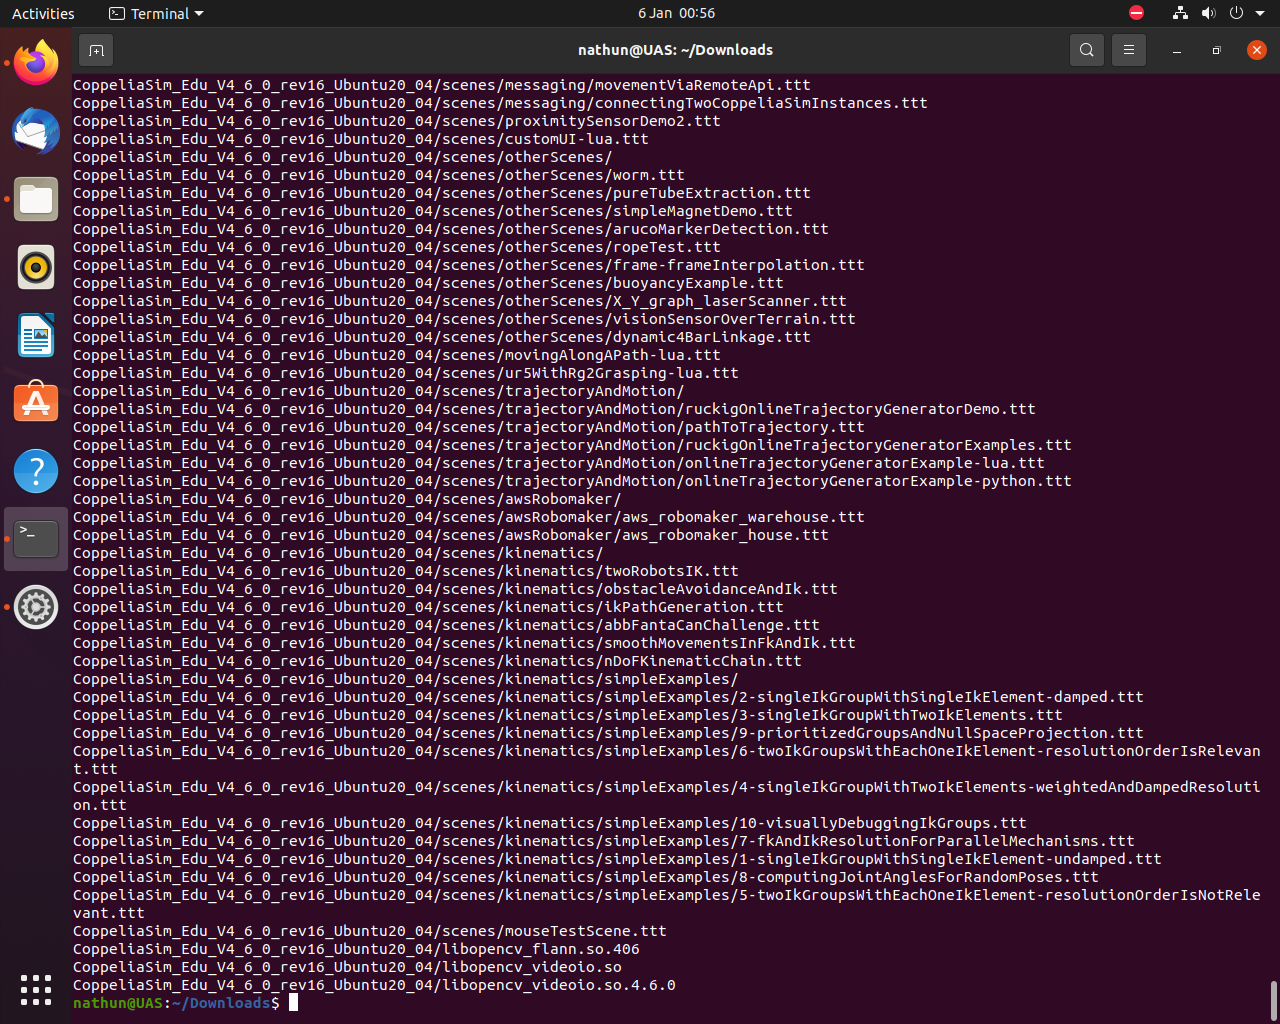 Activities
Terminal
6 Jan 00:56
nathun@UAS: ~/Downloads
CoppeliaSim_Edu_V4_6_0_rev16_Ubuntu20_04/scenes/messaging/movementViaRemoteApi.ttt
CoppeliaSim_Edu_V4_6_0_rev16_Ubuntu20_04/scenes/messaging/connectingTwoCoppeliaSimInstances.ttt
CoppeliaSim_Edu_V4_6_0_rev16_Ubuntu20_04/scenes/proximitySensorDemo2.ttt
CoppeliaSim_Edu_V4_6_0_rev16_Ubuntu20_04/scenes/customUI-lua.ttt
CoppeliaSim_Edu_V4_6_0_rev16_Ubuntu20_04/scenes/otherScenes/
CoppeliaSim_Edu_V4_6_0_rev16_Ubuntu20_04/scenes/otherScenes/worm.ttt
CoppeliaSim_Edu_V4_6_0_rev16_Ubuntu20_04/scenes/otherScenes/pureTubeExtraction.ttt
CoppeliaSim_Edu_V4_6_0_rev16_Ubuntu20_04/scenes/otherScenes/simpleMagnetDemo.ttt
CoppeliaSim_Edu_V4_6_0_rev16_Ubuntu20_04/scenes/otherScenes/arucoMarkerDetection.ttt
CoppeliaSim_Edu_V4_6_0_rev16_Ubuntu20_04/scenes/otherScenes/ropeTest.ttt
CoppeliaSim_Edu_V4_6_0_rev16_Ubuntu20_04/scenes/otherScenes/frame-frameInterpolation.ttt
CoppeliaSim_Edu_V4_6_0_rev16_Ubuntu20_04/scenes/otherScenes/buoyancyExample.ttt
CoppeliaSim_Edu_V4_6_0_rev16_Ubuntu20_04/scenes/otherScenes/X_Y_graph_laserScanner.ttt
CoppeliaSim_Edu_V4_6_0_rev16_Ubuntu20_04/scenes/otherScenes/visionSensorOverTerrain.ttt
CoppeliaSim_Edu_V4_6_0_rev16_Ubuntu20_04/scenes/otherScenes/dynamic4BarLinkage.ttt
CoppeliaSim_Edu_V4_6_0_rev16_Ubuntu20_04/scenes/movingAlongAPath-lua.ttt
CoppeliaSim_Edu_V4_6_0_rev16_Ubuntu20_04/scenes/ur5WithRg2Grasping-lua.ttt
CoppeliaSim_Edu_V4_6_0_rev16_Ubuntu20_04/scenes/trajectoryAndMotion/
CoppeliaSim_Edu_V4_6_0_rev16_Ubuntu20_04/scenes/trajectoryAndMotion/ruckigOnlineTrajectoryGeneratorDemo.ttt
CoppeliaSim_Edu_V4_6_0_rev16_Ubuntu20_04/scenes/trajectoryAndMotion/pathToTrajectory.ttt
CoppeliaSim_Edu_V4_6_0_rev16_Ubuntu20_04/scenes/trajectoryAndMotion/ruckigOnlineTrajectoryGeneratorExamples.ttt
CoppeliaSim_Edu_V4_6_0_rev16_Ubuntu20_04/scenes/trajectoryAndMotion/onlineTrajectoryGeneratorExample-lua.ttt
CoppeliaSim_Edu_V4_6_0_rev16_Ubuntu20_04/scenes/trajectoryAndMotion/onlineTrajectoryGeneratorExample-python.ttt
CoppeliaSim_Edu_V4_6_0_rev16_Ubuntu20_04/scenes/awsRobomaker/
CoppeliaSim_Edu_V4_6_0_rev16_Ubuntu20_04/scenes/awsRobomaker/aws_robomaker_warehouse.ttt
CoppeliaSim_Edu_V4_6_0_rev16_Ubuntu20_04/scenes/awsRobomaker/aws_robomaker_house.ttt
CoppeliaSim_Edu_V4_6_0_rev16_Ubuntu20_04/scenes/kinematics/
CoppeliaSim_Edu_V4_6_0_rev16_Ubuntu20_04/scenes/kinematics/twoRobotsIK.ttt
CoppeliaSim_Edu_V4_6_0_rev16_Ubuntu20_04/scenes/kinematics/obstacleAvoidanceAndIk.ttt
CoppeliaSim_Edu_V4_6_0_rev16_Ubuntu20_04/scenes/kinematics/ikPathGeneration.ttt
CoppeliaSim_Edu_V4_6_0_rev16_Ubuntu20_04/scenes/kinematics/abbFantaCanChallenge.ttt
CoppeliaSim_Edu_V4_6_0_rev16_Ubuntu20_04/scenes/kinematics/smoothMovementsInFkAndIk.ttt
CoppeliaSim_Edu_V4_6_0_rev16_Ubuntu20_04/scenes/kinematics/nDoFKinematicChain.ttt
CoppeliaSim_Edu_V4_6_0_rev16_Ubuntu20_04/scenes/kinematics/simpleExamples/
CoppeliaSim_Edu_V4_6_0_rev16_Ubuntu20_04/scenes/kinematics/simpleExamples/2-singleIkGroupWithSIngleIkElement-damped.ttt
CoppeliaSim_Edu_V4_6_0_rev16_Ubuntu20_04/scenes/kinematics/simpleExamples/3-singleIkGroupWithTwoIkElements.ttt
CoppeliaSim_Edu_V4_6_0_rev16_Ubuntu20_04/scenes/kinematics/simpleExamples/9-prioritizedGroupsAndNullSpaceProjection.ttt
CoppeliaSim_Edu_V4_6_0_rev16_Ubuntu20_04/scenes/kinematics/simpleExamples/6-twoIkGroupsWithEachOneIkElement-resolutionOrderIsRelevan
t.ttt
CoppeliaSim_Edu_V4_6_0_rev16_Ubuntu20_04/scenes/kinematics/simpleExamples/4-singleIkGroupWithTwoIkElements-weightedAndDampedResoluti
on.ttt
CoppeliaSim_Edu_V4_6_0_rev16_Ubuntu20_04/scenes/kinematics/simpleExamples/10-visuallyDebuggingIkGroups.ttt
CoppeliaSim_Edu_V4_6_0_rev16_Ubuntu20_04/scenes/kinematics/simpleExamples/7-fkAndIkResolutionForParallelMechanisms.ttt
CoppeliaSim_Edu_V4_6_0_rev16_Ubuntu20_04/scenes/kinematics/simpleExamples/1-singleIkGroupWithSingleIkElement-undamped.ttt
CoppeliaSim_Edu_V4_6_0_rev16_Ubuntu20_04/scenes/kinematics/simpleExamples/8-computingJointAnglesForRandomPoses.ttt
CoppeliaSim_Edu_V4_6_0_rev16_Ubuntu20_04/scenes/kinematics/simpleExamples/5-twoIkGroupsWithEachOneIkElement-resolutionOrderIsNotRele
vant.ttt
CoppeliaSim_Edu_V4_6_0_rev16_Ubuntu20_04/scenes/mouseTestScene.ttt
CoppeliaSim_Edu_V4_6_0_rev16_Ubuntu20_04/libopencv_flann.so.406
CoppeliaSim_Edu_V4_6_0_rev16_Ubuntu20_04/libopencv_videoio.so
CoppeliaSim_Edu_V4_6_0_rev16_Ubuntu20_04/libopencv_videoio.so.4.6.0
nathun@UAS:~/Downloads$